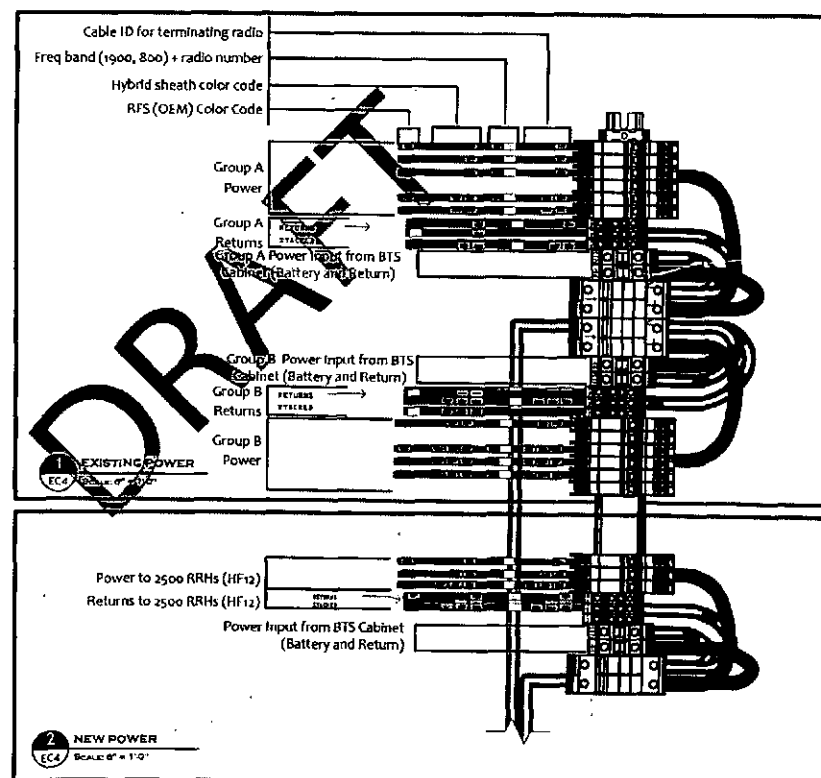 Cable ID for terminating radio
Freq band (1900, 800) + radio number
Hybrid sheath color code
RFS (OEM) Color Code
Group A
Power
Group A
Returns
RETURNS
STACKED
Group A Power Input from BTS
Cabinet (Battery and Return)
Group B Power Input from BTS
Cabinet (Battery and Return)
Group B
Returns
RETURNS
STACKED
Group B
Power
DRAFT
1
EC4
EXISTING POWER
Power to 2500 RRHs (HF12)
Returns to 2500 RRHs (HF12)
RETURNS
STACKED
Power Input from BTS Cabinet
(Battery and Return)
2
EC4
NEW POWER
SCALE: 6" = 1'0"